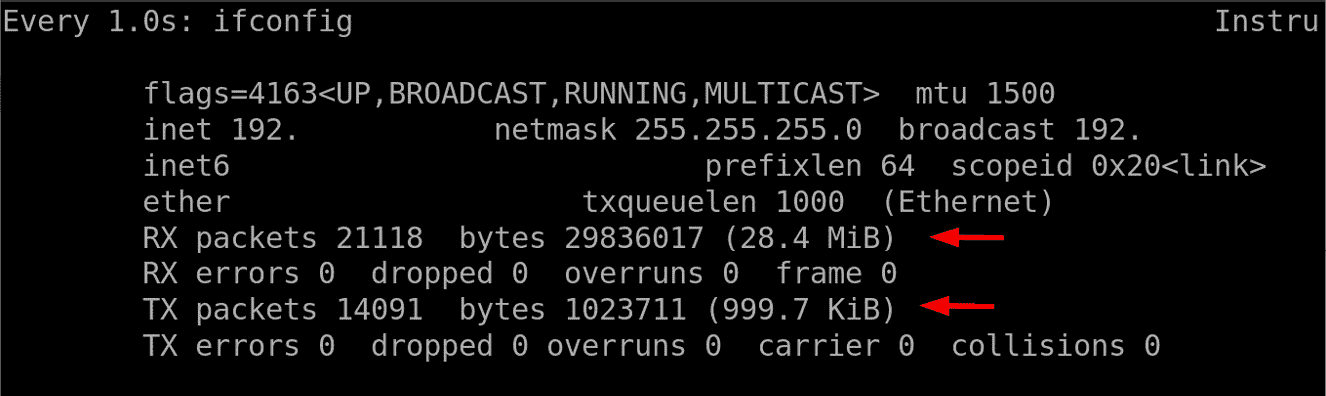 Every 1.0s: ifconfig Instru
flags=4163<UP,BROADCAST,RUNNING,MULTICAST> mtu 1500
inet 192. netmask 255.255.255.0 broadcast 192.
inet6 prefixlen 64 scopeid 0x20<link>
ether txqueuelen 1000 (Ethernet)
RX packets 21118 bytes 29836017 (28.4 MiB)
RX errors 0 dropped 0 overruns 0 frame 0
TX packets 14091 bytes 1023711 (999.7 KiB)
TX errors 0 dropped 0 overruns 0 carrier 0 collisions 0